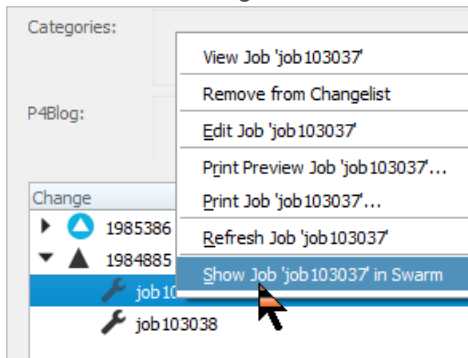 Categories:
View Job 'job103037'
Remove from Changelist
P4Blog:
Edit Job 'job103037'
Print Preview Job 'job103037'...
Print Job 'job103037'...
Change
Refresh Job 'job103037'
1985386
1984885
Show Job 'job103037' in Swarm
job10
job103038